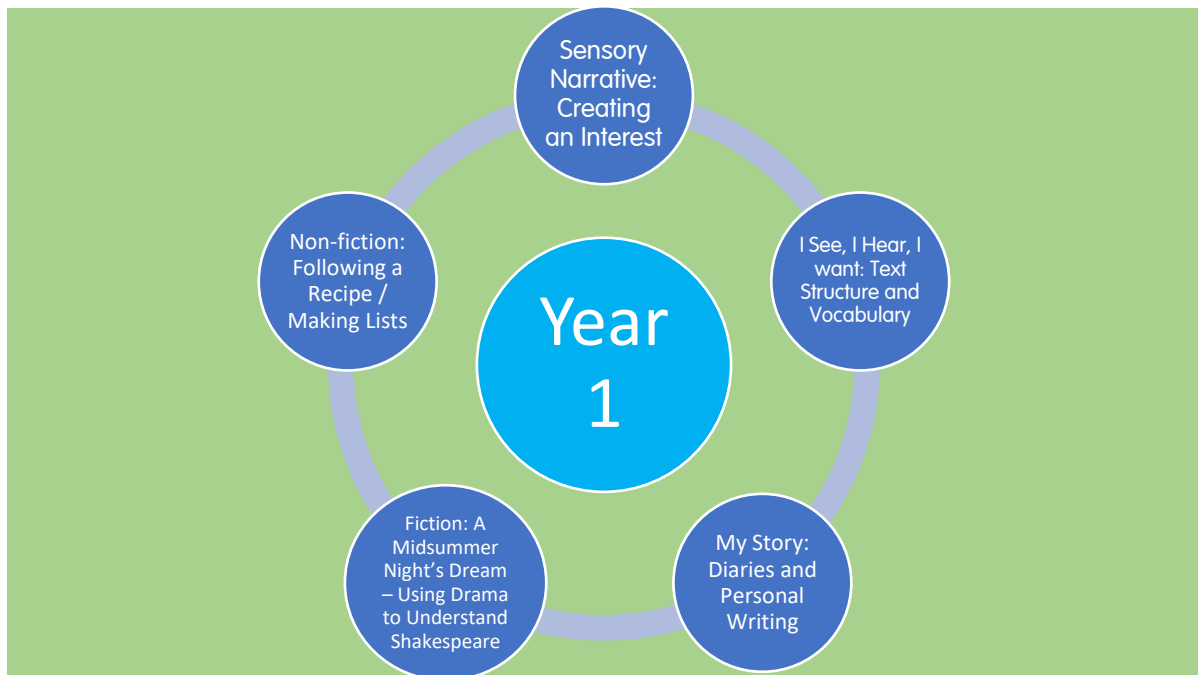 Sensory
Narrative:
Creating
an Interest
I See, I Hear, I
want: Text
Structure and
Vocabulary
My Story:
Diaries and
Personal
Writing
Fiction: A
Midsummer
Night’s Dream
– Using Drama
to Understand
Shakespeare
Non-fiction:
Following a
Recipe /
Making Lists
Year
1